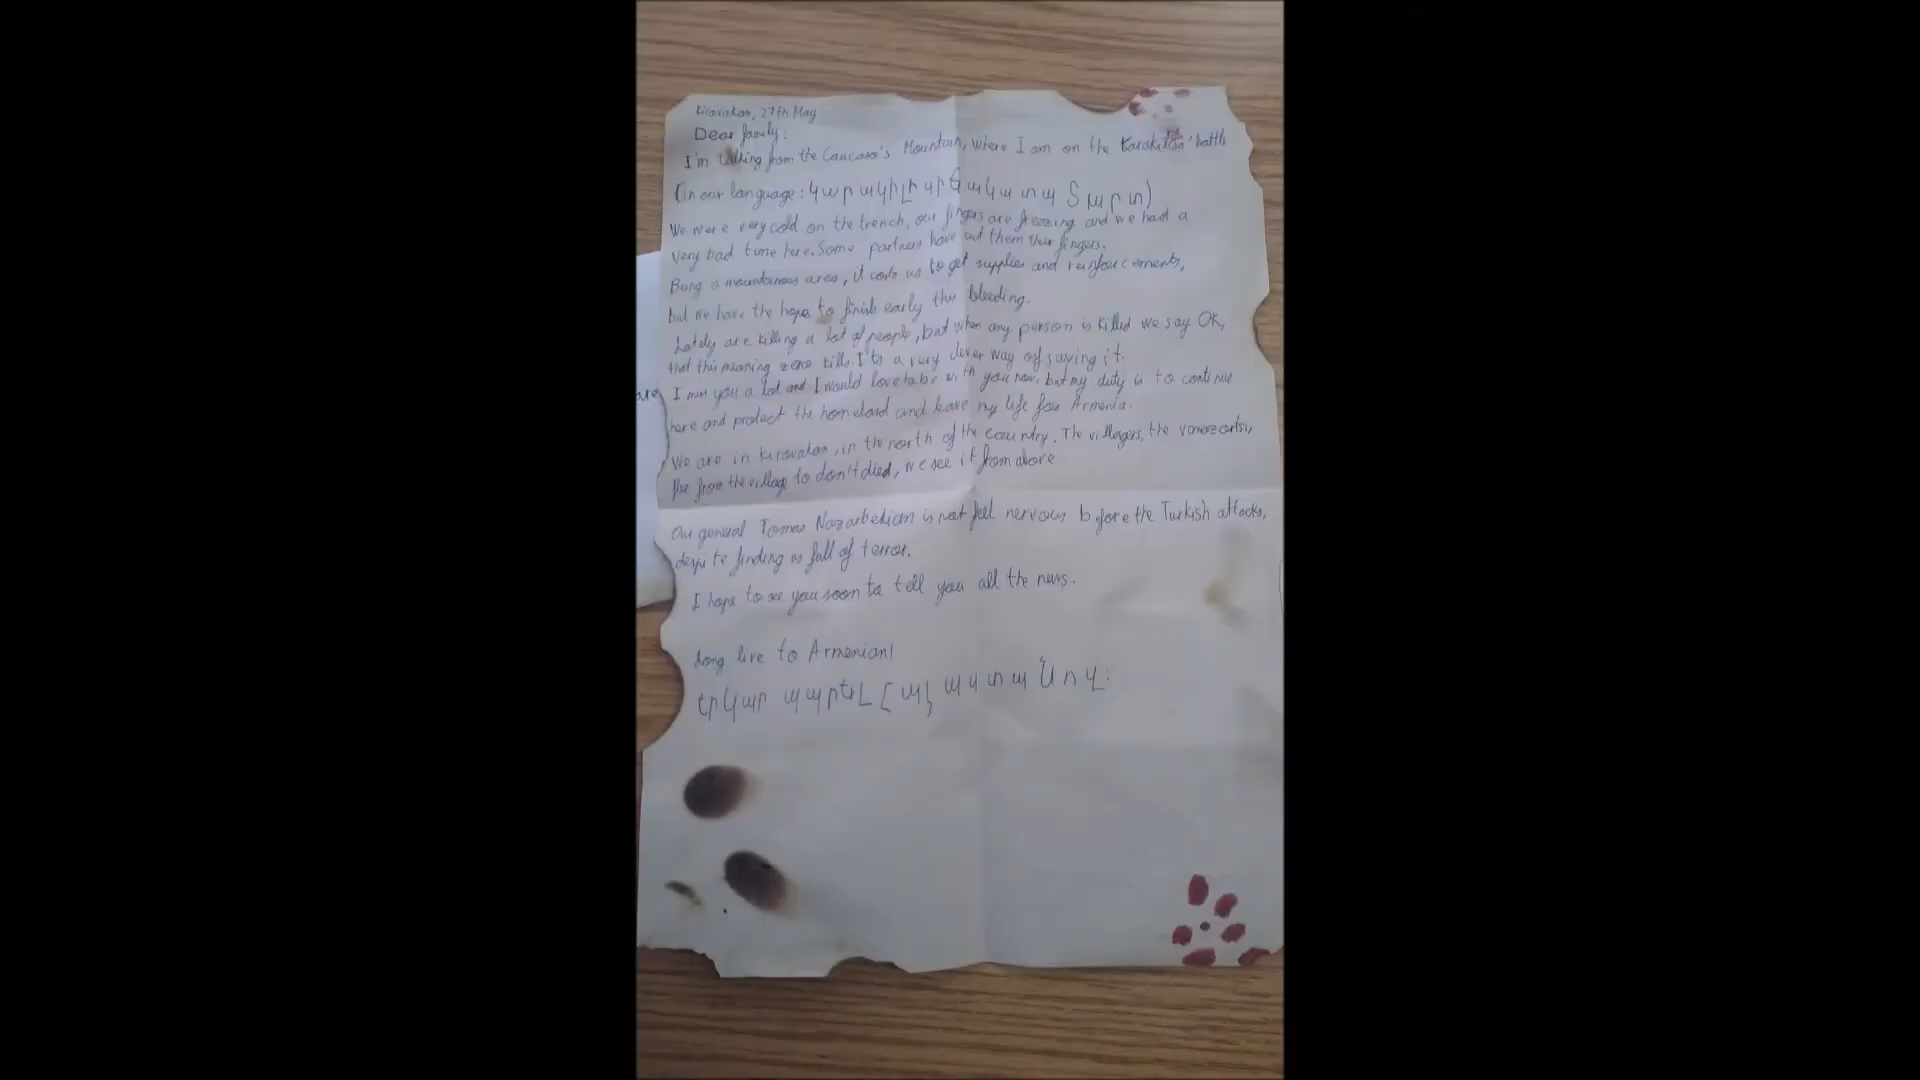 Kirovakan, 27th May
Dear family:
I'm talking from the Caucaso's Mountain, where I am on the Karakilisa' battle
(in our language:
We were very cold on the trench, our fingers are freezing and we had a
very bad time here. Some partners have cut them their fingers.
Being a mountainous area, it costs us to get supplies and reinforcements,
but we have the hope to finish early this bleeding.
Lately are killing a lot of people, but when any person is killed we say OK,
that this meaning zero kills. I'ts a very clever way of saying it.
I miss you a lot and I would love to be with you now, but my duty is to continue
here and protect the homeland and leave my life for Armenia.
We are in Kirovakan, in the north of the country. The villagers, the vanazortsi,
flee from the village to don't died, we see it from above
Our general Tomas Nazarbekian is not feel nervous before the Turkish attacks,
despite finding us full of terror.
I hope to see you soon to tell you all the news.
Long live to Armenian!